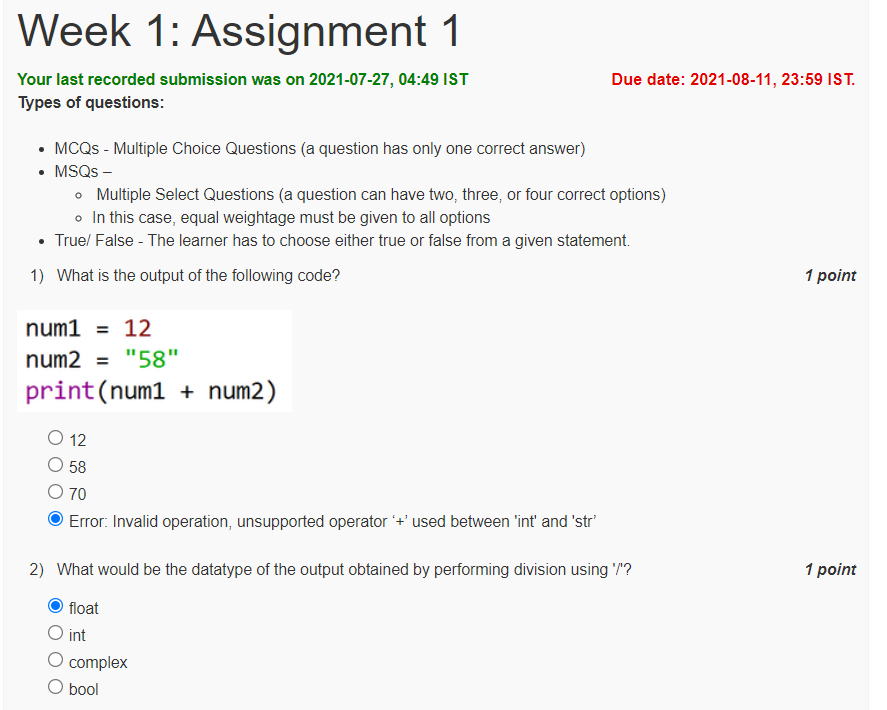 Week 1: Assignment 1
Your last recorded submission was on 2021-07-27, 04:49 IST Due date: 2021-08-11, 23:59 IST.
Types of questions:
• MCQs - Multiple Choice Questions (a question has only one correct answer)
• MSQs –
◦ Multiple Select Questions (a question can have two, three, or four correct options)
◦ In this case, equal weightage must be given to all options
• True/ False - The learner has to choose either true or false from a given statement.
1) What is the output of the following code? 1 point
num1 = 12
num2 = "58"
print(num1 + num2)
12
58
70
Error: Invalid operation, unsupported operator ‘+’ used between 'int' and 'str’
2) What would be the datatype of the output obtained by performing division using '/'? 1 point
float
int
complex
bool